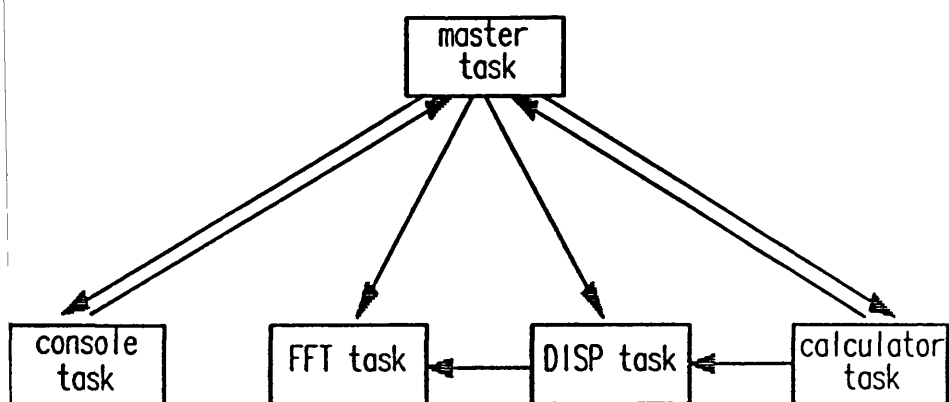 master
task
console
task
FFT task
DISP task
calculator
task